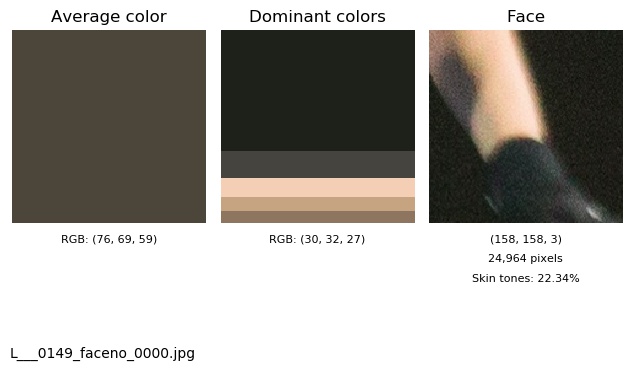 Average color
Dominant colors
Face
RGB: (76, 69, 59)
RGB: (30, 32, 27)
(158, 158, 3)
24,964 pixels
Skin tones: 22.34%
L___0149_faceno_0000.jpg